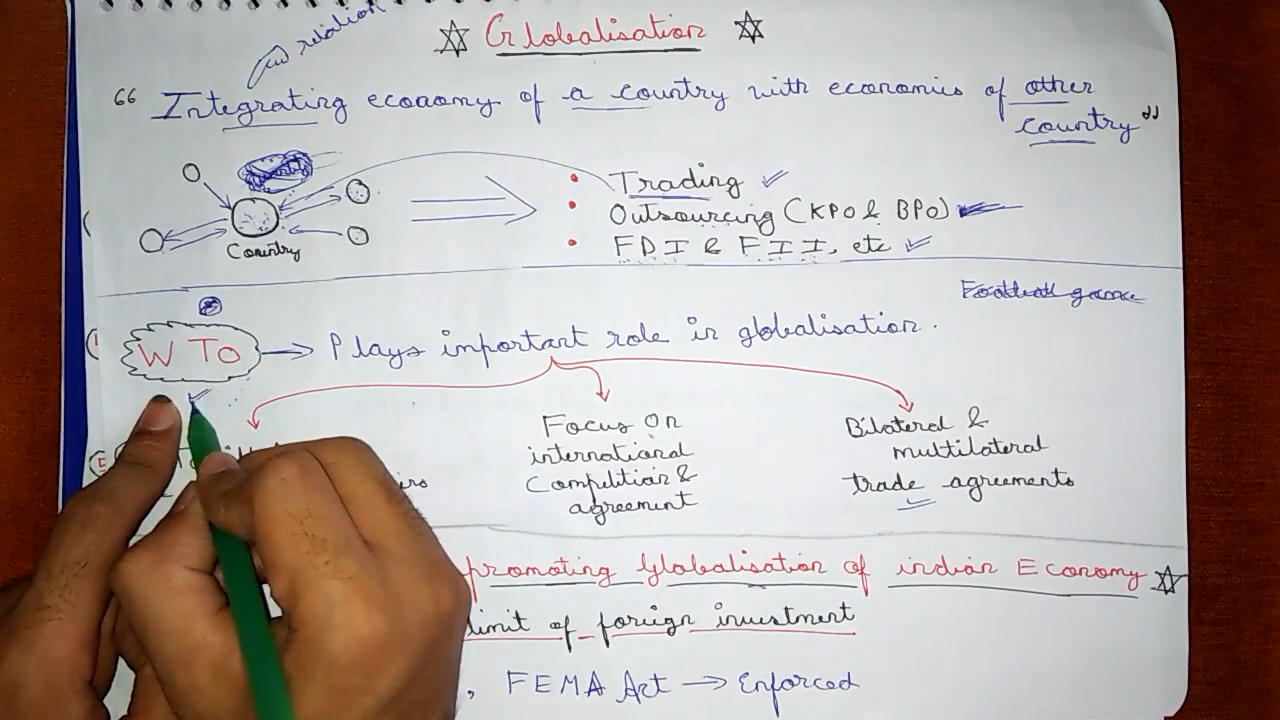 relation
Globalisation
“ Integrating economy of a country with economies of other
country”
Trading
Outsourcing (KPO & BPO)
FDI & FII, etc
Country
Football game
WTO → Plays important role in globalisation.
Focus On
international
Competition &
agreement
Bilateral &
multilateral
trade agreements
promoting Globalisation of indian Economy
limit of foreign investment
, FEMA Act → Enforced